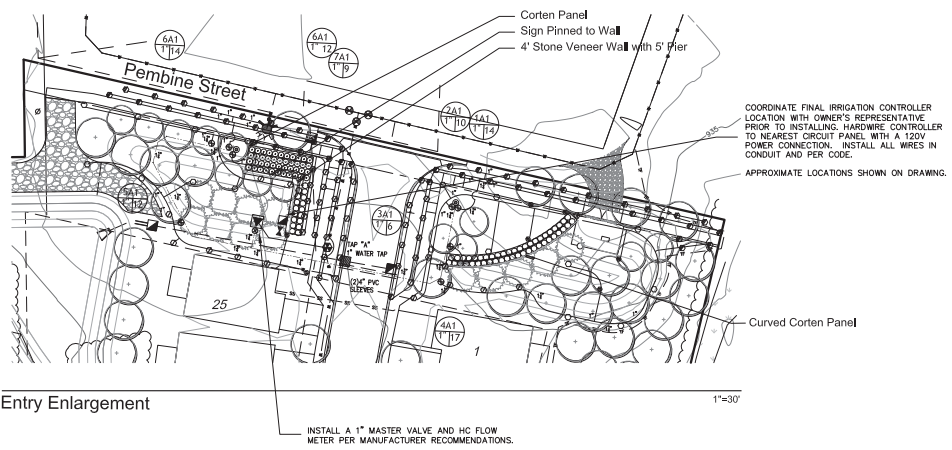 Corten Panel
Sign Pinned to Wall
4' Stone Veneer Wall with 5' Pier
6A1
1" 14
6A1
1" 12
7A1
1" 9
Pembine Street
2A1
1" 10
1A1
1" 14
COORDINATE FINAL IRRIGATION CONTROLLER
LOCATION WITH OWNER'S REPRESENTATIVE
PRIOR TO INSTALLING. HARDWIRE CONTROLLER
TO NEAREST CIRCUIT PANEL WITH A 120V
POWER CONNECTION. INSTALL ALL WIRES IN
CONDUIT AND PER CODE.
APPROXIMATE LOCATIONS SHOWN ON DRAWING.
935
5A1
1" 12
3A1
1" 6
TAP "A"
1" WATER TAP
(2)4" PVC
SLEEVES
25
4A1
1" 17
1
Curved Corten Panel
Entry Enlargement
1"=30'
INSTALL A 1" MASTER VALVE AND HC FLOW
METER PER MANUFACTURER RECOMMENDATIONS.